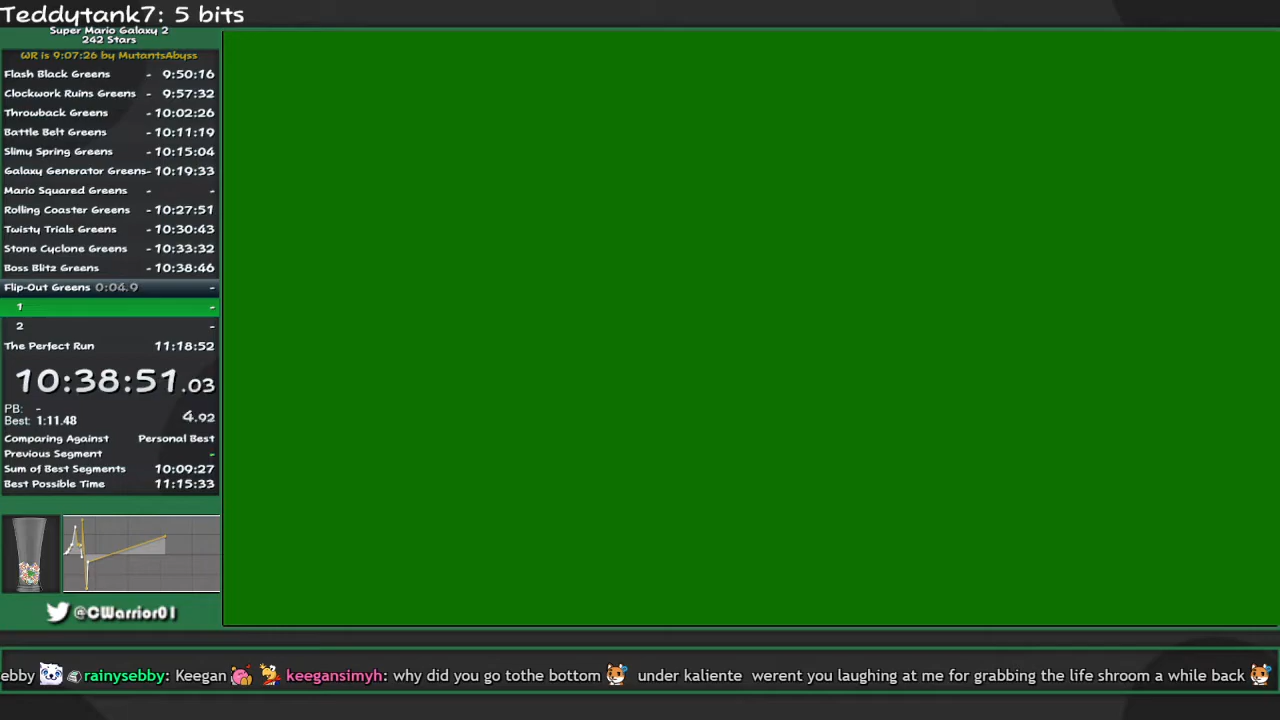 Teddytank7: 5 bits
Super Mario Galaxy 2
242 Stars
WR is 9:07:26 by MutantsAbyss
Flash Black Greens - 9:50:16
Clockwork Ruins Greens - 9:57:32
Throwback Greens - 10:02:26
Battle Belt Greens - 10:11:19
Slimy Spring Greens - 10:15:04
Galaxy Generator Greens - 10:19:33
Mario Squared Greens - -
Rolling Coaster Greens - 10:27:51
Twisty Trials Greens - 10:30:43
Stone Cyclone Greens - 10:33:32
Boss Blitz Greens - 10:38:46
Flip-Out Greens 0:04.9 -
1 -
2 -
The Perfect Run 11:18:52
10:38:51.03
PB: -
Best: 1:11.48 4.92
Comparing Against Personal Best
Previous Segment -
Sum of Best Segments 10:09:27
Best Possible Time 11:15:33
@CWarrior01
ebby rainysebby: Keegan keegansimyh: why did you go tothe bottom under kaliente werent you laughing at me for grabbing the life shroom a while back